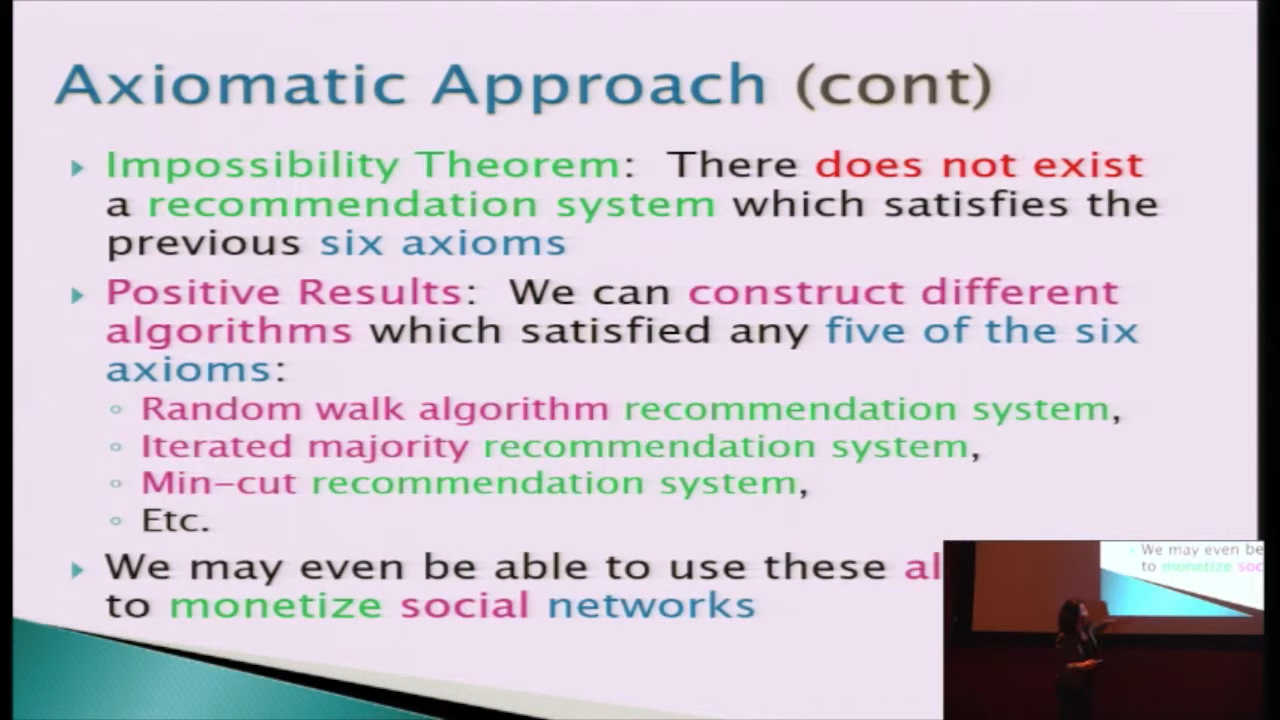 Axiomatic Approach (cont)
Impossibility Theorem: There does not exist
a recommendation system which satisfies the
previous six axioms
Positive Results: We can construct different
algorithms which satisfied any five of the six
axioms:
Random walk algorithm recommendation system,
Iterated majority recommendation system,
Min-cut recommendation system,
Etc.
We may even be able to use these al
to monetize social networks
We may even be
to monetize soc